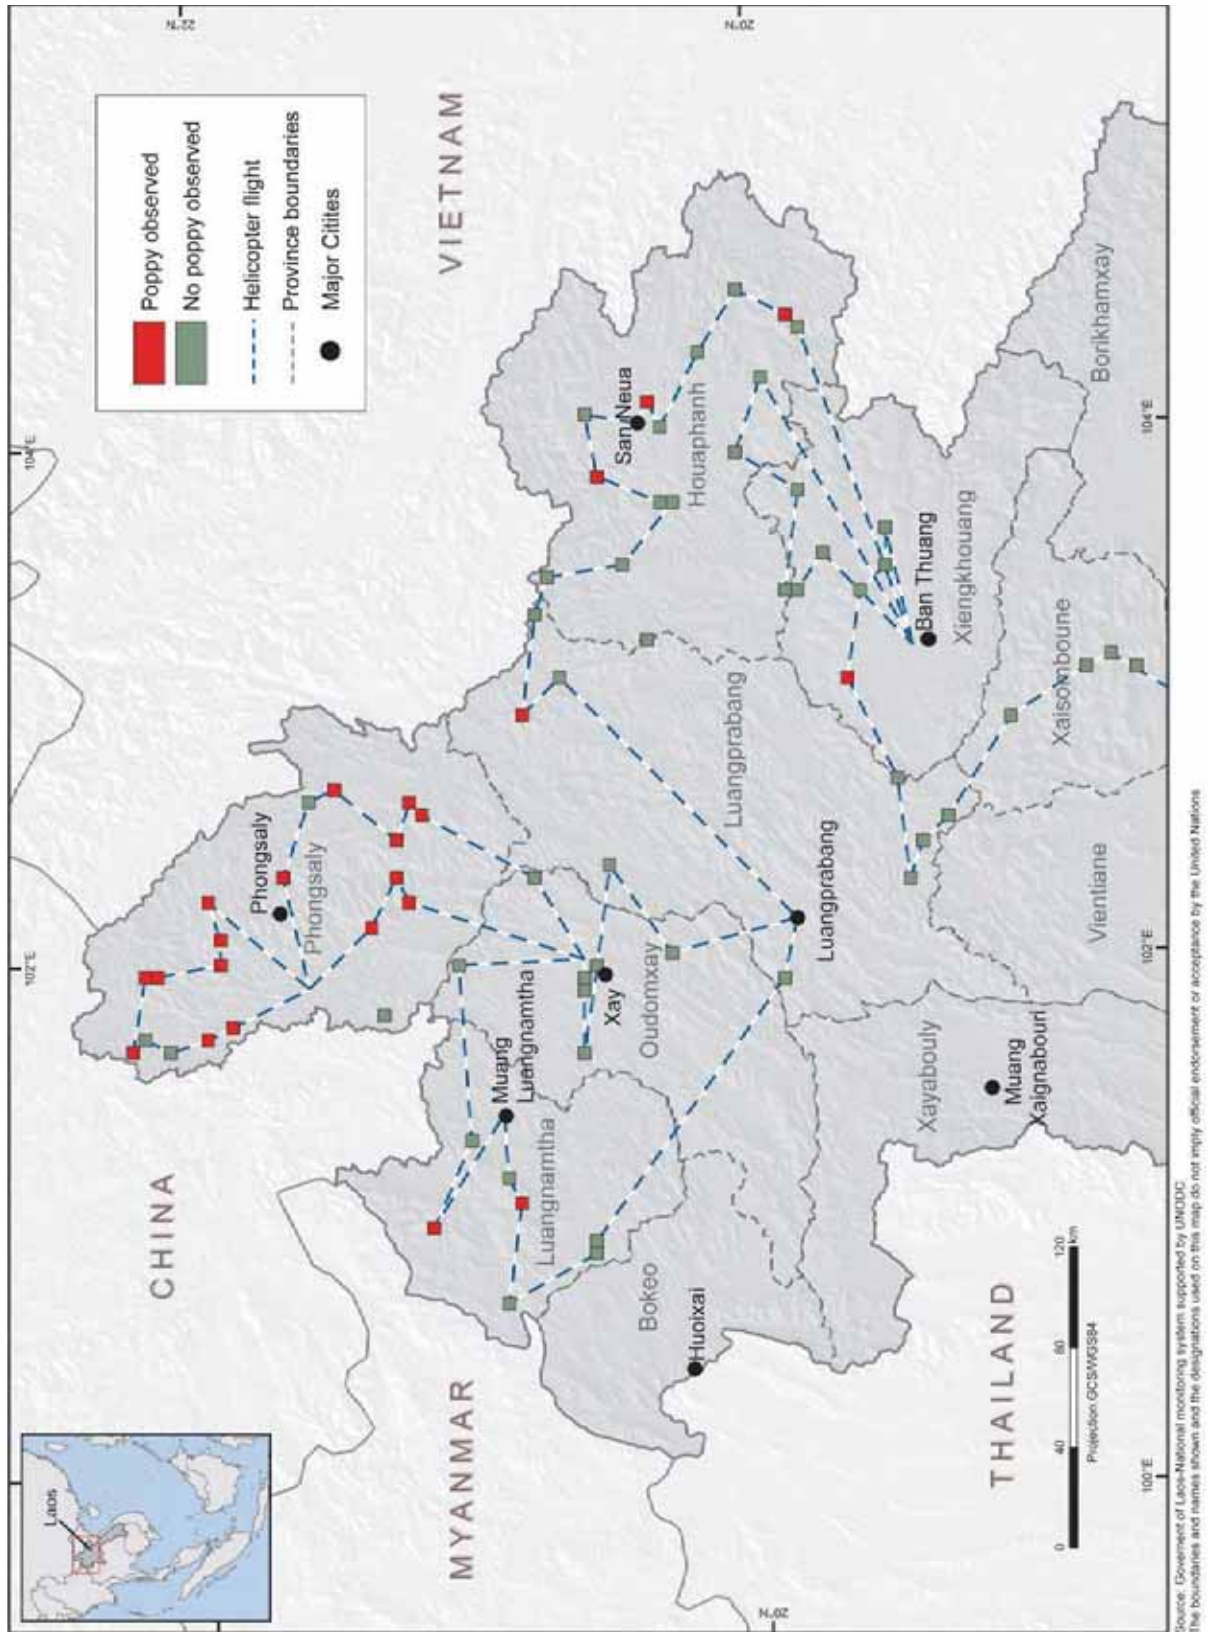 Laos
CHINA
MYANMAR
VIETNAM
THAILAND
Poppy observed
No poppy observed
Helicopter flight
Province boundaries
Major Citites
22°N
20°N
20°N
100°E
102°E
102°E
104°E
104°E
Phongsaly
Phongsaly
Muang
Luangnamtha
Luangnamtha
Xay
Oudomxay
Bokeo
Huoixai
Luangprabang
Luangprabang
San Neua
Houaphanh
Ban Thuang
Xiengkhouang
Xaisomboune
Vientiane
Borikhamxay
Xayabouly
Muang
Xaignabouri
0 40 80 120
km
Projection GCS/WGS84
Source: Goverment of Laos-National monitoring system supported by UNODC
The boundaries and names shown and the designations used on this map do not imply official endorsement or acceptance by the United Nations